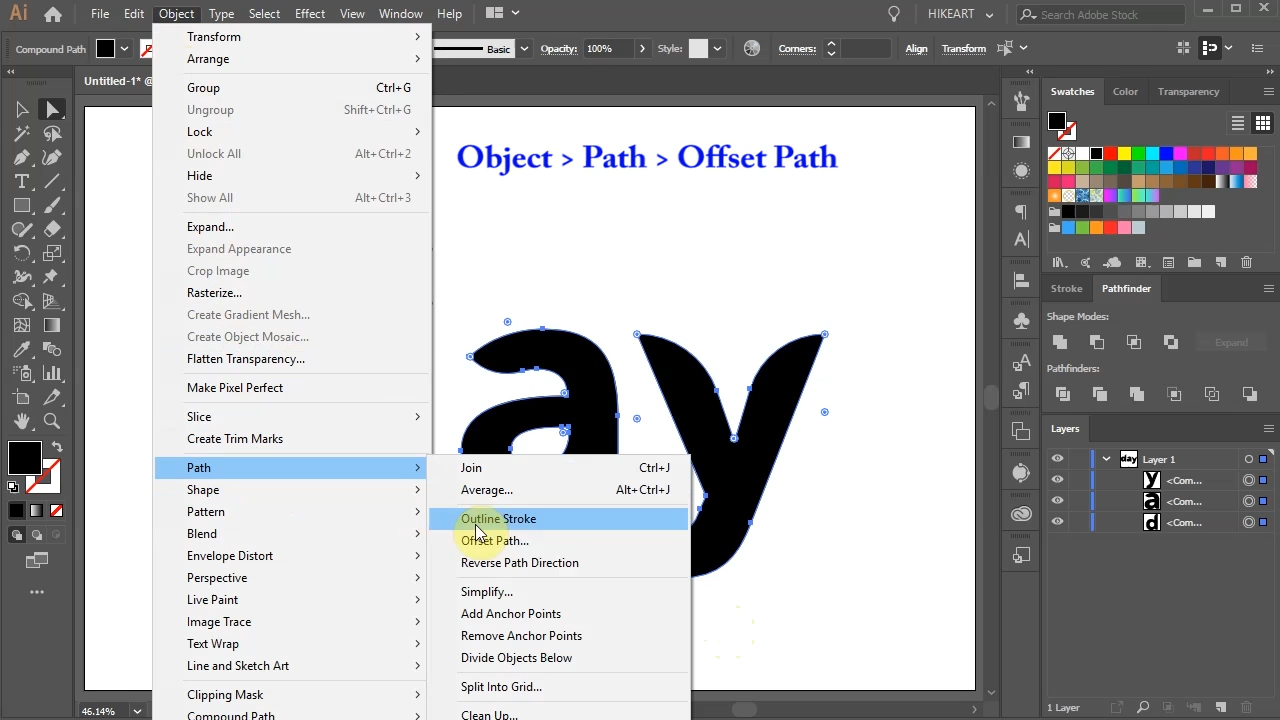 Ai File Edit Object Type Select Effect View Window Help HIKEART Search Adobe Stock
Compound Path Basic Opacity: 100% Style: Corners: Align Transform
Untitled-1* @
Object > Path > Offset Path
Transform
Arrange
Group Ctrl+G
Ungroup Shift+Ctrl+G
Lock
Unlock All Alt+Ctrl+2
Hide
Show All Alt+Ctrl+3
Expand...
Expand Appearance
Crop Image
Rasterize...
Create Gradient Mesh...
Create Object Mosaic...
Flatten Transparency...
Make Pixel Perfect
Slice
Create Trim Marks
Path
Shape
Pattern
Blend
Envelope Distort
Perspective
Live Paint
Image Trace
Text Wrap
Line and Sketch Art
Clipping Mask
Compound Path
Join Ctrl+J
Average... Alt+Ctrl+J
Outline Stroke
Offset Path...
Reverse Path Direction
Simplify...
Add Anchor Points
Remove Anchor Points
Divide Objects Below
Split Into Grid...
Clean Up...
ay
Swatches Color Transparency
Stroke Pathfinder
Shape Modes:
Expand
Pathfinders:
Layers
day Layer 1
y <Com...
a <Com...
d <Com...
1 Layer
46.14%